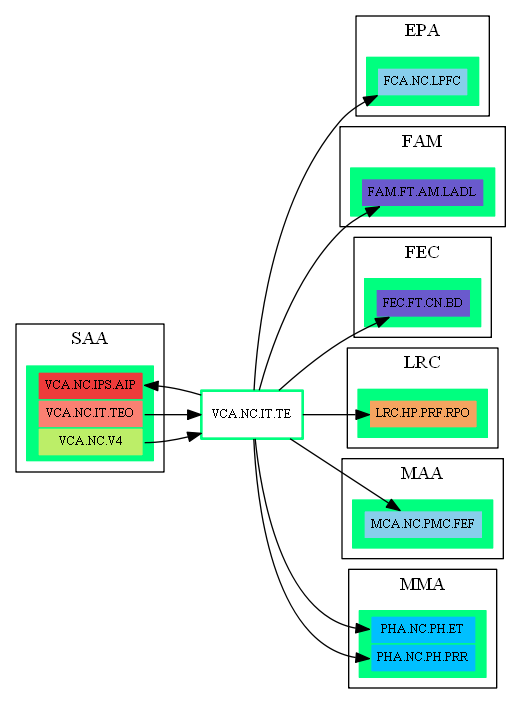 EPA
FCA.NC.LPFC
FAM
FAM.FT.AM.LADL
FEC
FEC.FT.CN.BD
SAA
VCA.NC.IPS.AIP
VCA.NC.IT.TEO
VCA.NC.V4
VCA.NC.IT.TE
LRC
LRC.HP.PRF.RPO
MAA
MCA.NC.PMC.FEF
MMA
PHA.NC.PH.ET
PHA.NC.PH.PRR